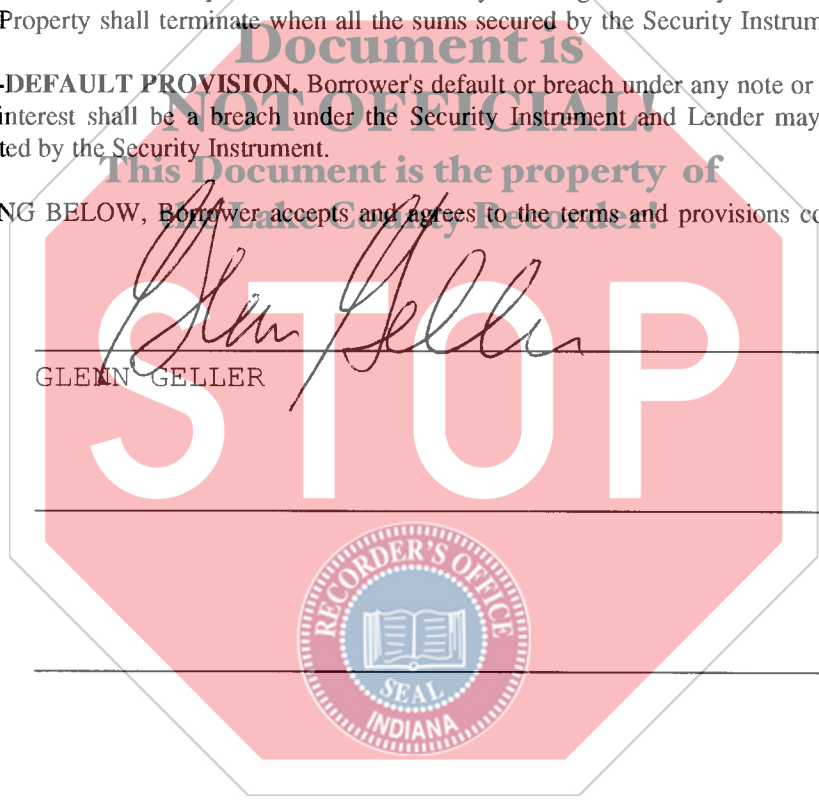 Property shall terminate when all the sums secured by the Security Instrum
Document is
-DEFAULT PROVISION. Borrower's default or breach under any note or
NOT OFFICIAL!
interest shall be a breach under the Security Instrument and Lender may
ted by the Security Instrument.
This Document is the property of
NG BELOW, Borrower accepts and agrees to the terms and provisions co
the Lake County Recorder!
Glenn Geller
GLENN GELLER
STOP
RECORDER'S OFFICE
SEAL
INDIANA